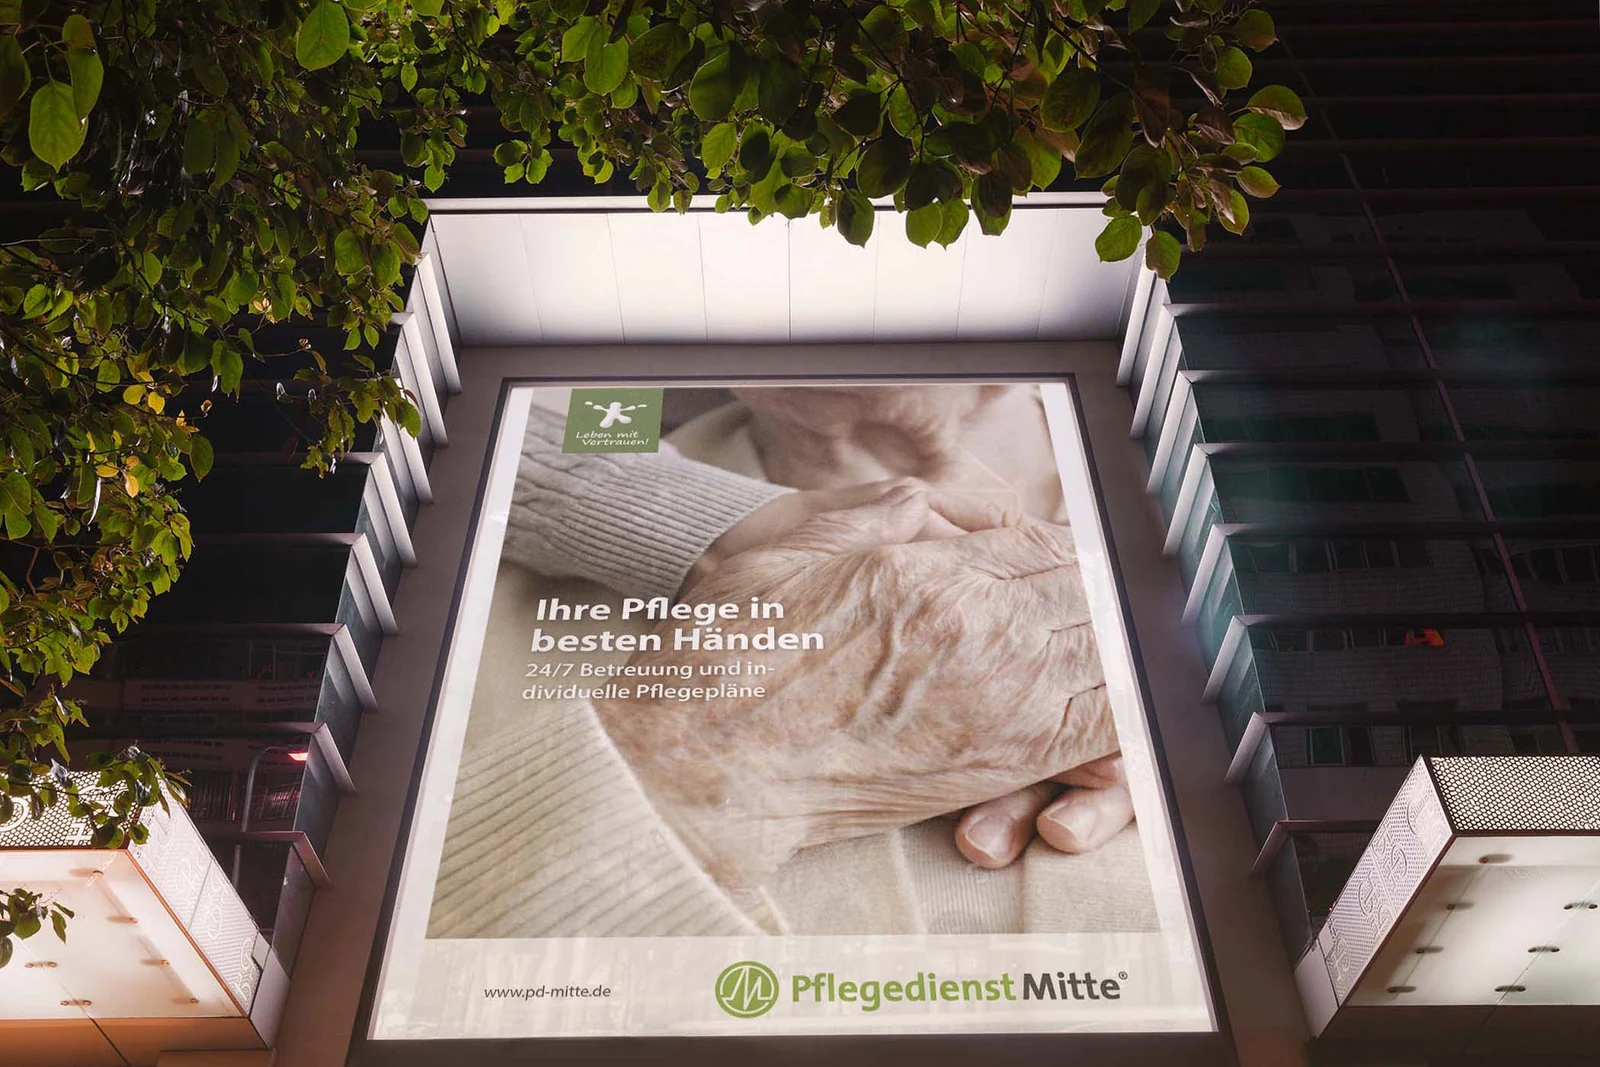 Leben mit
Vertrauen!
Ihre Pflege in
besten Händen
24/7 Betreuung und in-
dividuelle Pflegepläne
www.pd-mitte.de
Pflegedienst Mitte®